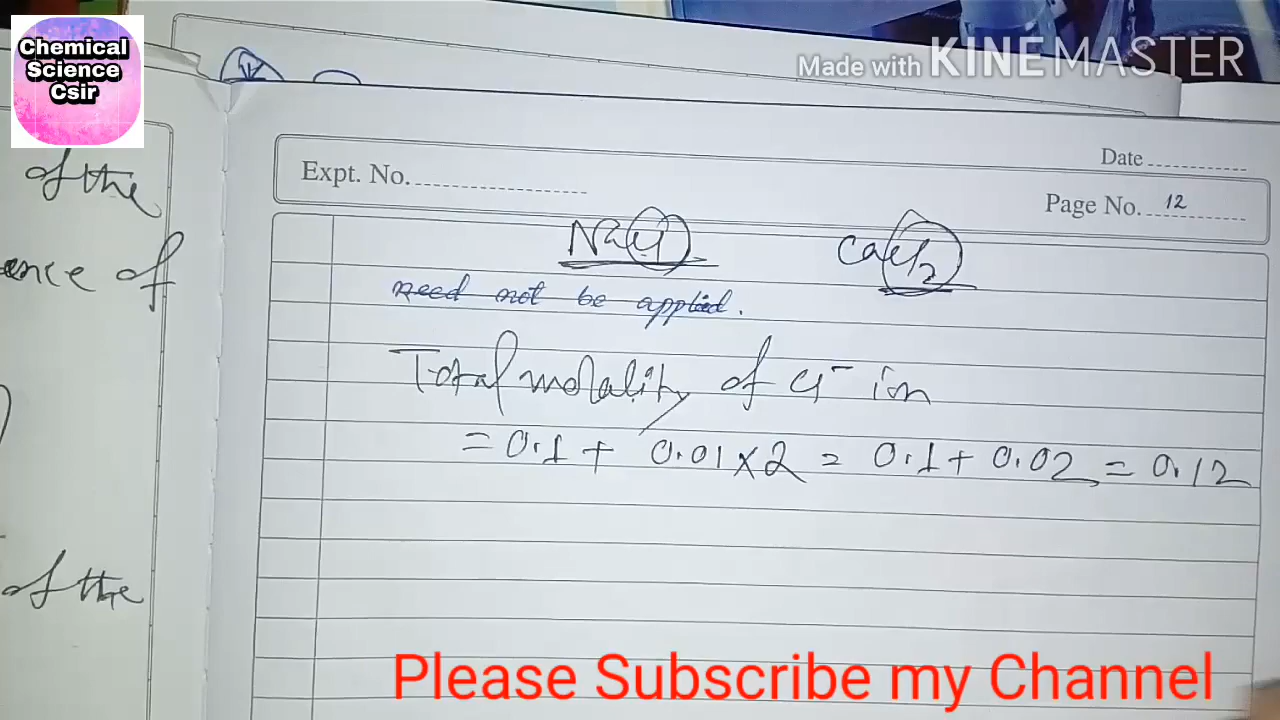 Chemical
Science
Csir
Made with KINEMASTER
of the
ence of
of the
Date
Expt. No.
Page No. 12
NaCl CaCl2
need not be applied.
Total molality of Cl⁻ ion
= 0.1 + 0.01 × 2 = 0.1 + 0.02 = 0.12
Please Subscribe my Channel